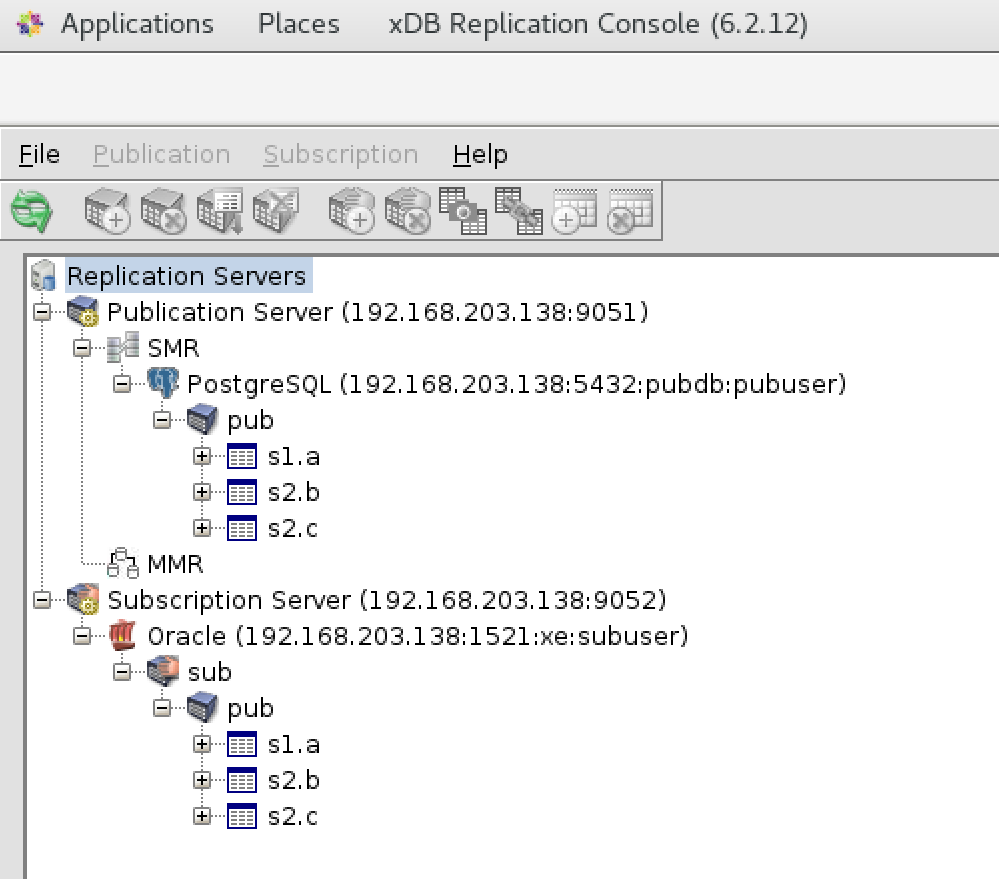 Applications Places xDB Replication Console (6.2.12)
File Publication Subscription Help
Replication Servers
Publication Server (192.168.203.138:9051)
SMR
PostgreSQL (192.168.203.138:5432:pubdb:pubuser)
pub
s1.a
s2.b
s2.c
MMR
Subscription Server (192.168.203.138:9052)
Oracle (192.168.203.138:1521:xe:subuser)
sub
pub
s1.a
s2.b
s2.c